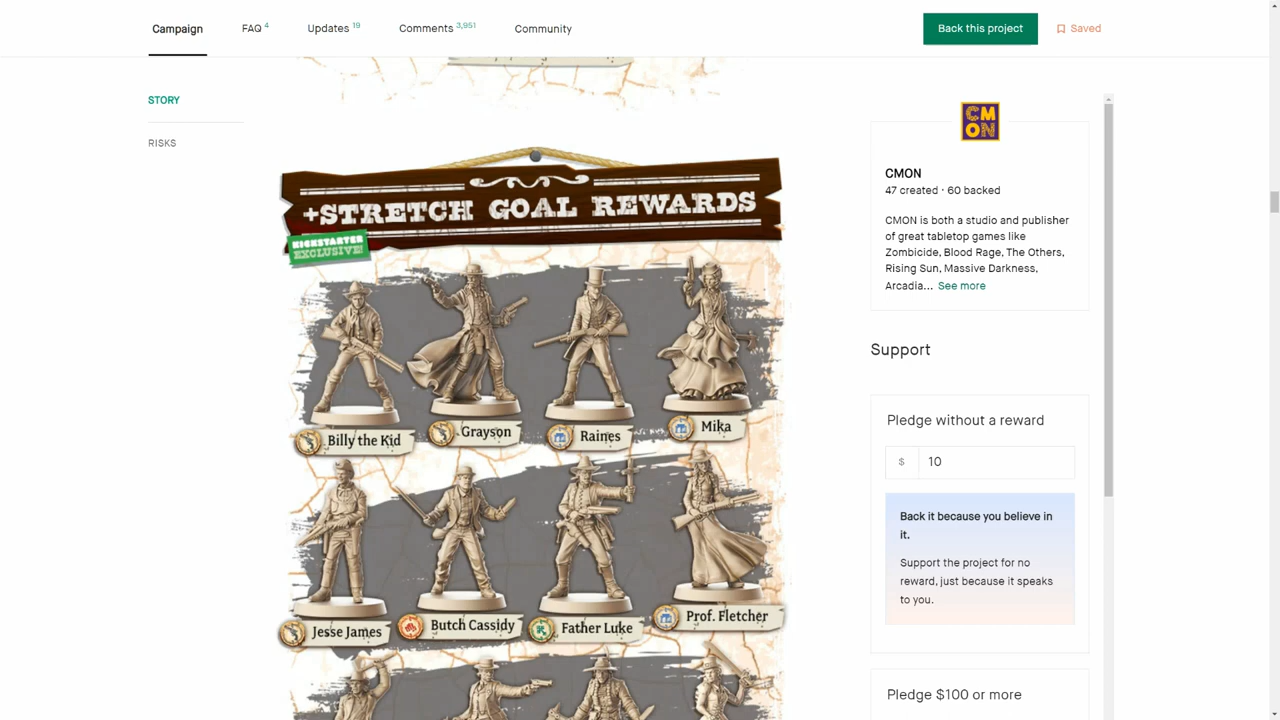 Campaign
FAQ 4
Updates 19
Comments 3,951
Community
Back this project
Saved
STORY
RISKS
+STRETCH GOAL REWARDS
KICKSTARTER
EXCLUSIVE!
Billy the Kid
Grayson
Raines
Mika
Jesse James
Butch Cassidy
Father Luke
Prof. Fletcher
CMON
CMON
47 created · 60 backed
CMON is both a studio and publisher
of great tabletop games like
Zombicide, Blood Rage, The Others,
Rising Sun, Massive Darkness,
Arcadia... See more
Support
Pledge without a reward
$ 10
Back it because you believe in
it.
Support the project for no
reward, just because it speaks
to you.
Pledge $100 or more